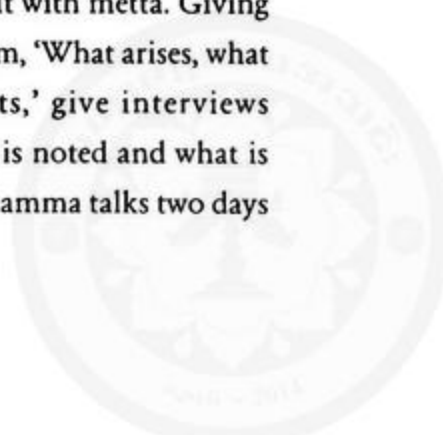 t with metta. Giving
m, ‘What arises, what
ts,’ give interviews
is noted and what is
amma talks two days